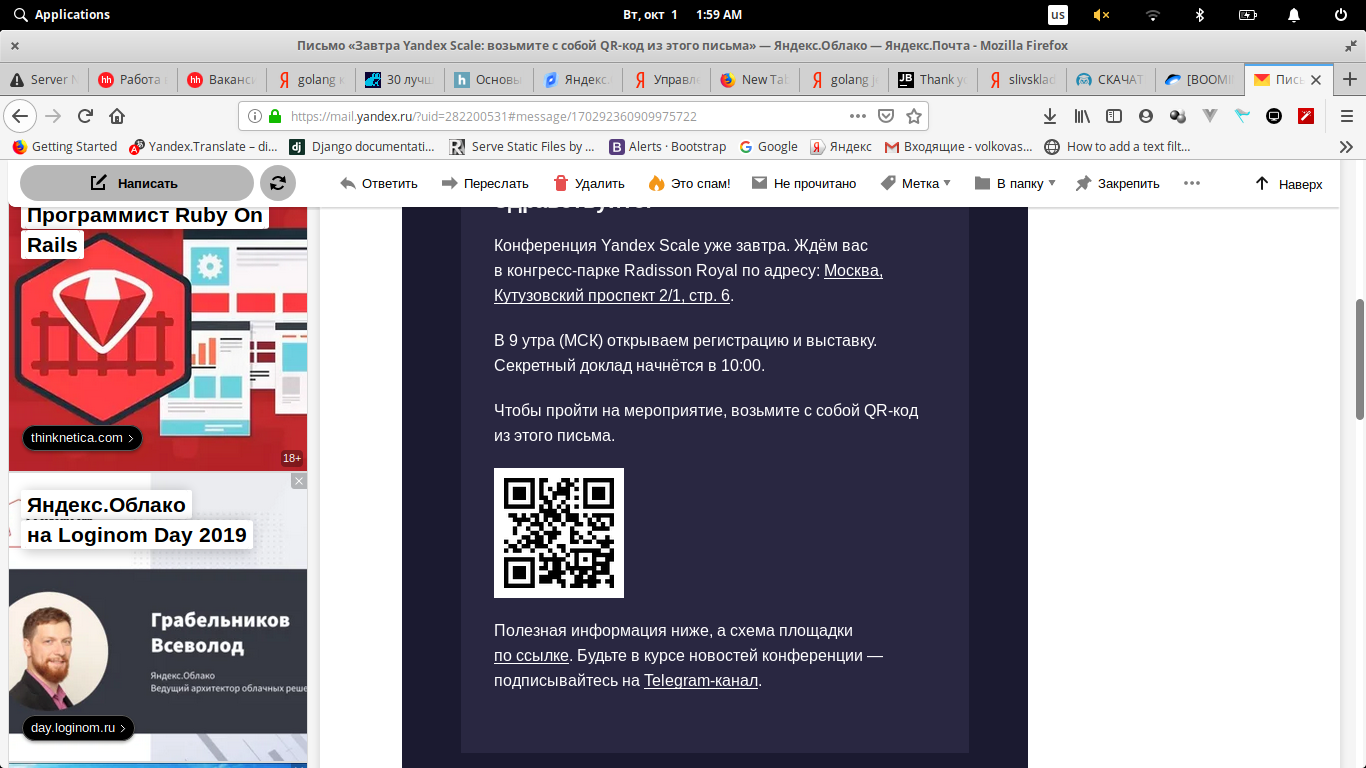 Applications
Вт, окт 1 1:59 AM
us
Письмо «Завтра Yandex Scale: возьмите с собой QR-код из этого письма» — Яндекс.Облако — Яндекс.Почта - Mozilla Firefox
Server
Работа
Вакансі
golang
30 луч
Основ
Яндекс.
Управл
New Tab
golang
Thank
slivsklad
СКАЧАТ
[BOOM
Пись
https://mail.yandex.ru/?uid=282200531#message/170292360909975722
Getting Started
Yandex.Translate – di...
Django documentati...
Serve Static Files by ...
Alerts · Bootstrap
Google
Яндекс
Входящие - volkovas...
How to add a text filt...
Написать
Ответить
Переслать
Удалить
Это спам!
Не прочитано
Метка
В папку
Закрепить
Наверх
Программист Ruby On
Rails
thinknetica.com
18+
Яндекс.Облако
на Loginom Day 2019
Грабельников
Всеволод
Яндекс.Облако
Ведущий архитектор облачных реше
day.loginom.ru
Конференция Yandex Scale уже завтра. Ждём вас
в конгресс-парке Radisson Royal по адресу: Москва,
Кутузовский проспект 2/1, стр. 6.
В 9 утра (МСК) открываем регистрацию и выставку.
Секретный доклад начнётся в 10:00.
Чтобы пройти на мероприятие, возьмите с собой QR-код
из этого письма.
Полезная информация ниже, а схема площадки
по ссылке. Будьте в курсе новостей конференции —
подписывайтесь на Telegram-канал.